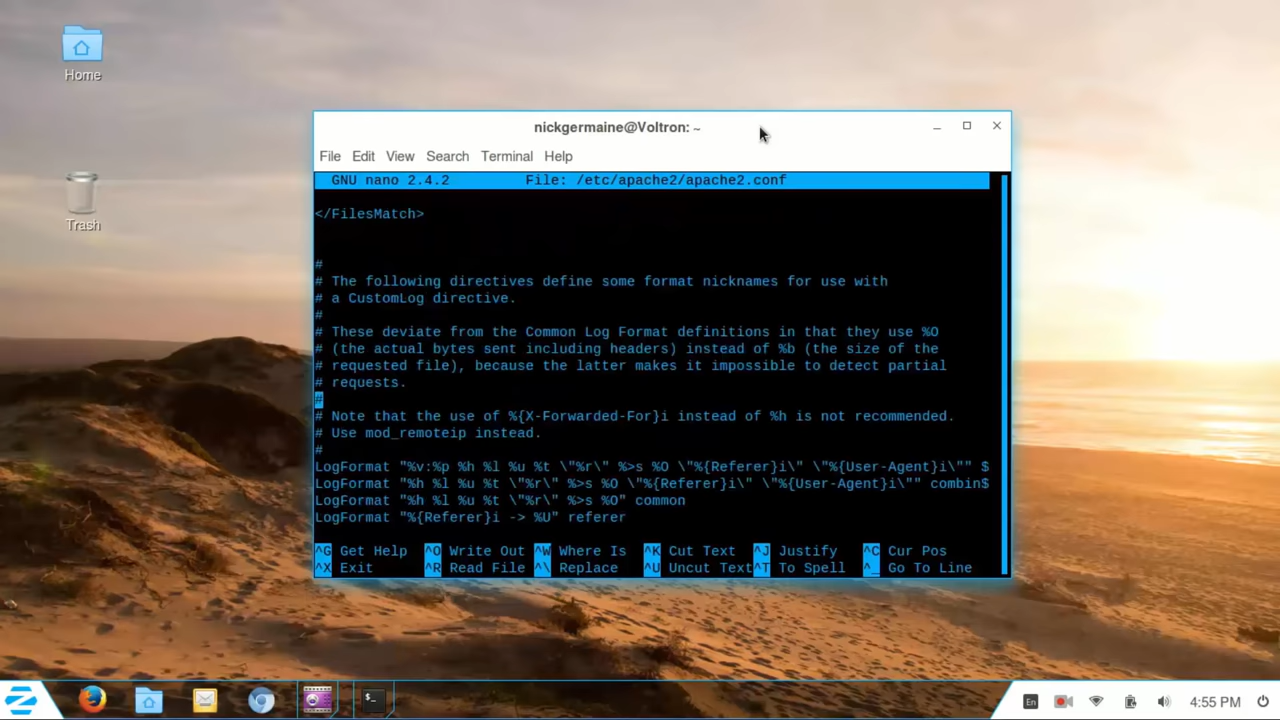 Home
Trash
nickgermaine@Voltron: ~
File Edit View Search Terminal Help
GNU nano 2.4.2 File: /etc/apache2/apache2.conf
</FilesMatch>
#
# The following directives define some format nicknames for use with
# a CustomLog directive.
#
# These deviate from the Common Log Format definitions in that they use %O
# (the actual bytes sent including headers) instead of %b (the size of the
# requested file), because the latter makes it impossible to detect partial
# requests.
#
# Note that the use of %{X-Forwarded-For}i instead of %h is not recommended.
# Use mod_remoteip instead.
#
LogFormat "%v:%p %h %l %u %t \"%r\" %>s %O \"%{Referer}i\" \"%{User-Agent}i\"" $
LogFormat "%h %l %u %t \"%r\" %>s %O \"%{Referer}i\" \"%{User-Agent}i\"" combin$
LogFormat "%h %l %u %t \"%r\" %>s %O" common
LogFormat "%{Referer}i -> %U" referer
^G Get Help ^O Write Out ^W Where Is ^K Cut Text ^J Justify ^C Cur Pos
^X Exit ^R Read File ^\ Replace ^U Uncut Text ^T To Spell ^_ Go To Line
En 4:55 PM